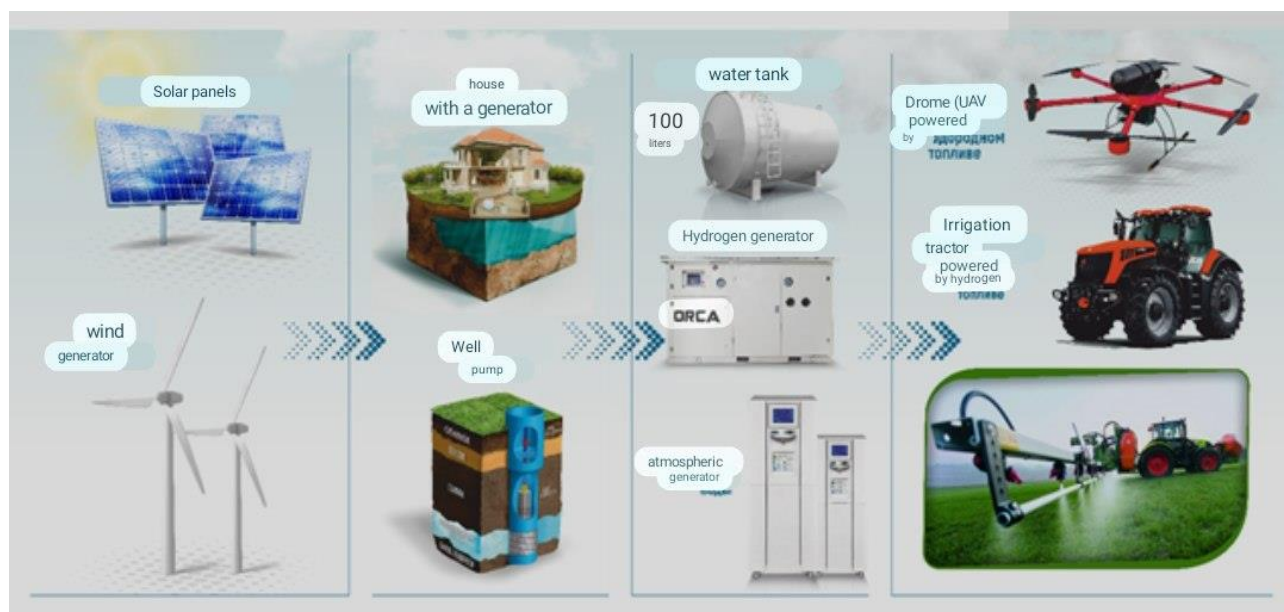 Solar panels
wind
generator
house
with a generator
Well
pump
water tank
100
liters
Hydrogen generator
ORCA
atmospheric
generator
Drome (UAV
powered
by
топливе
Irrigation
tractor
powered
by hydrogen
топливе